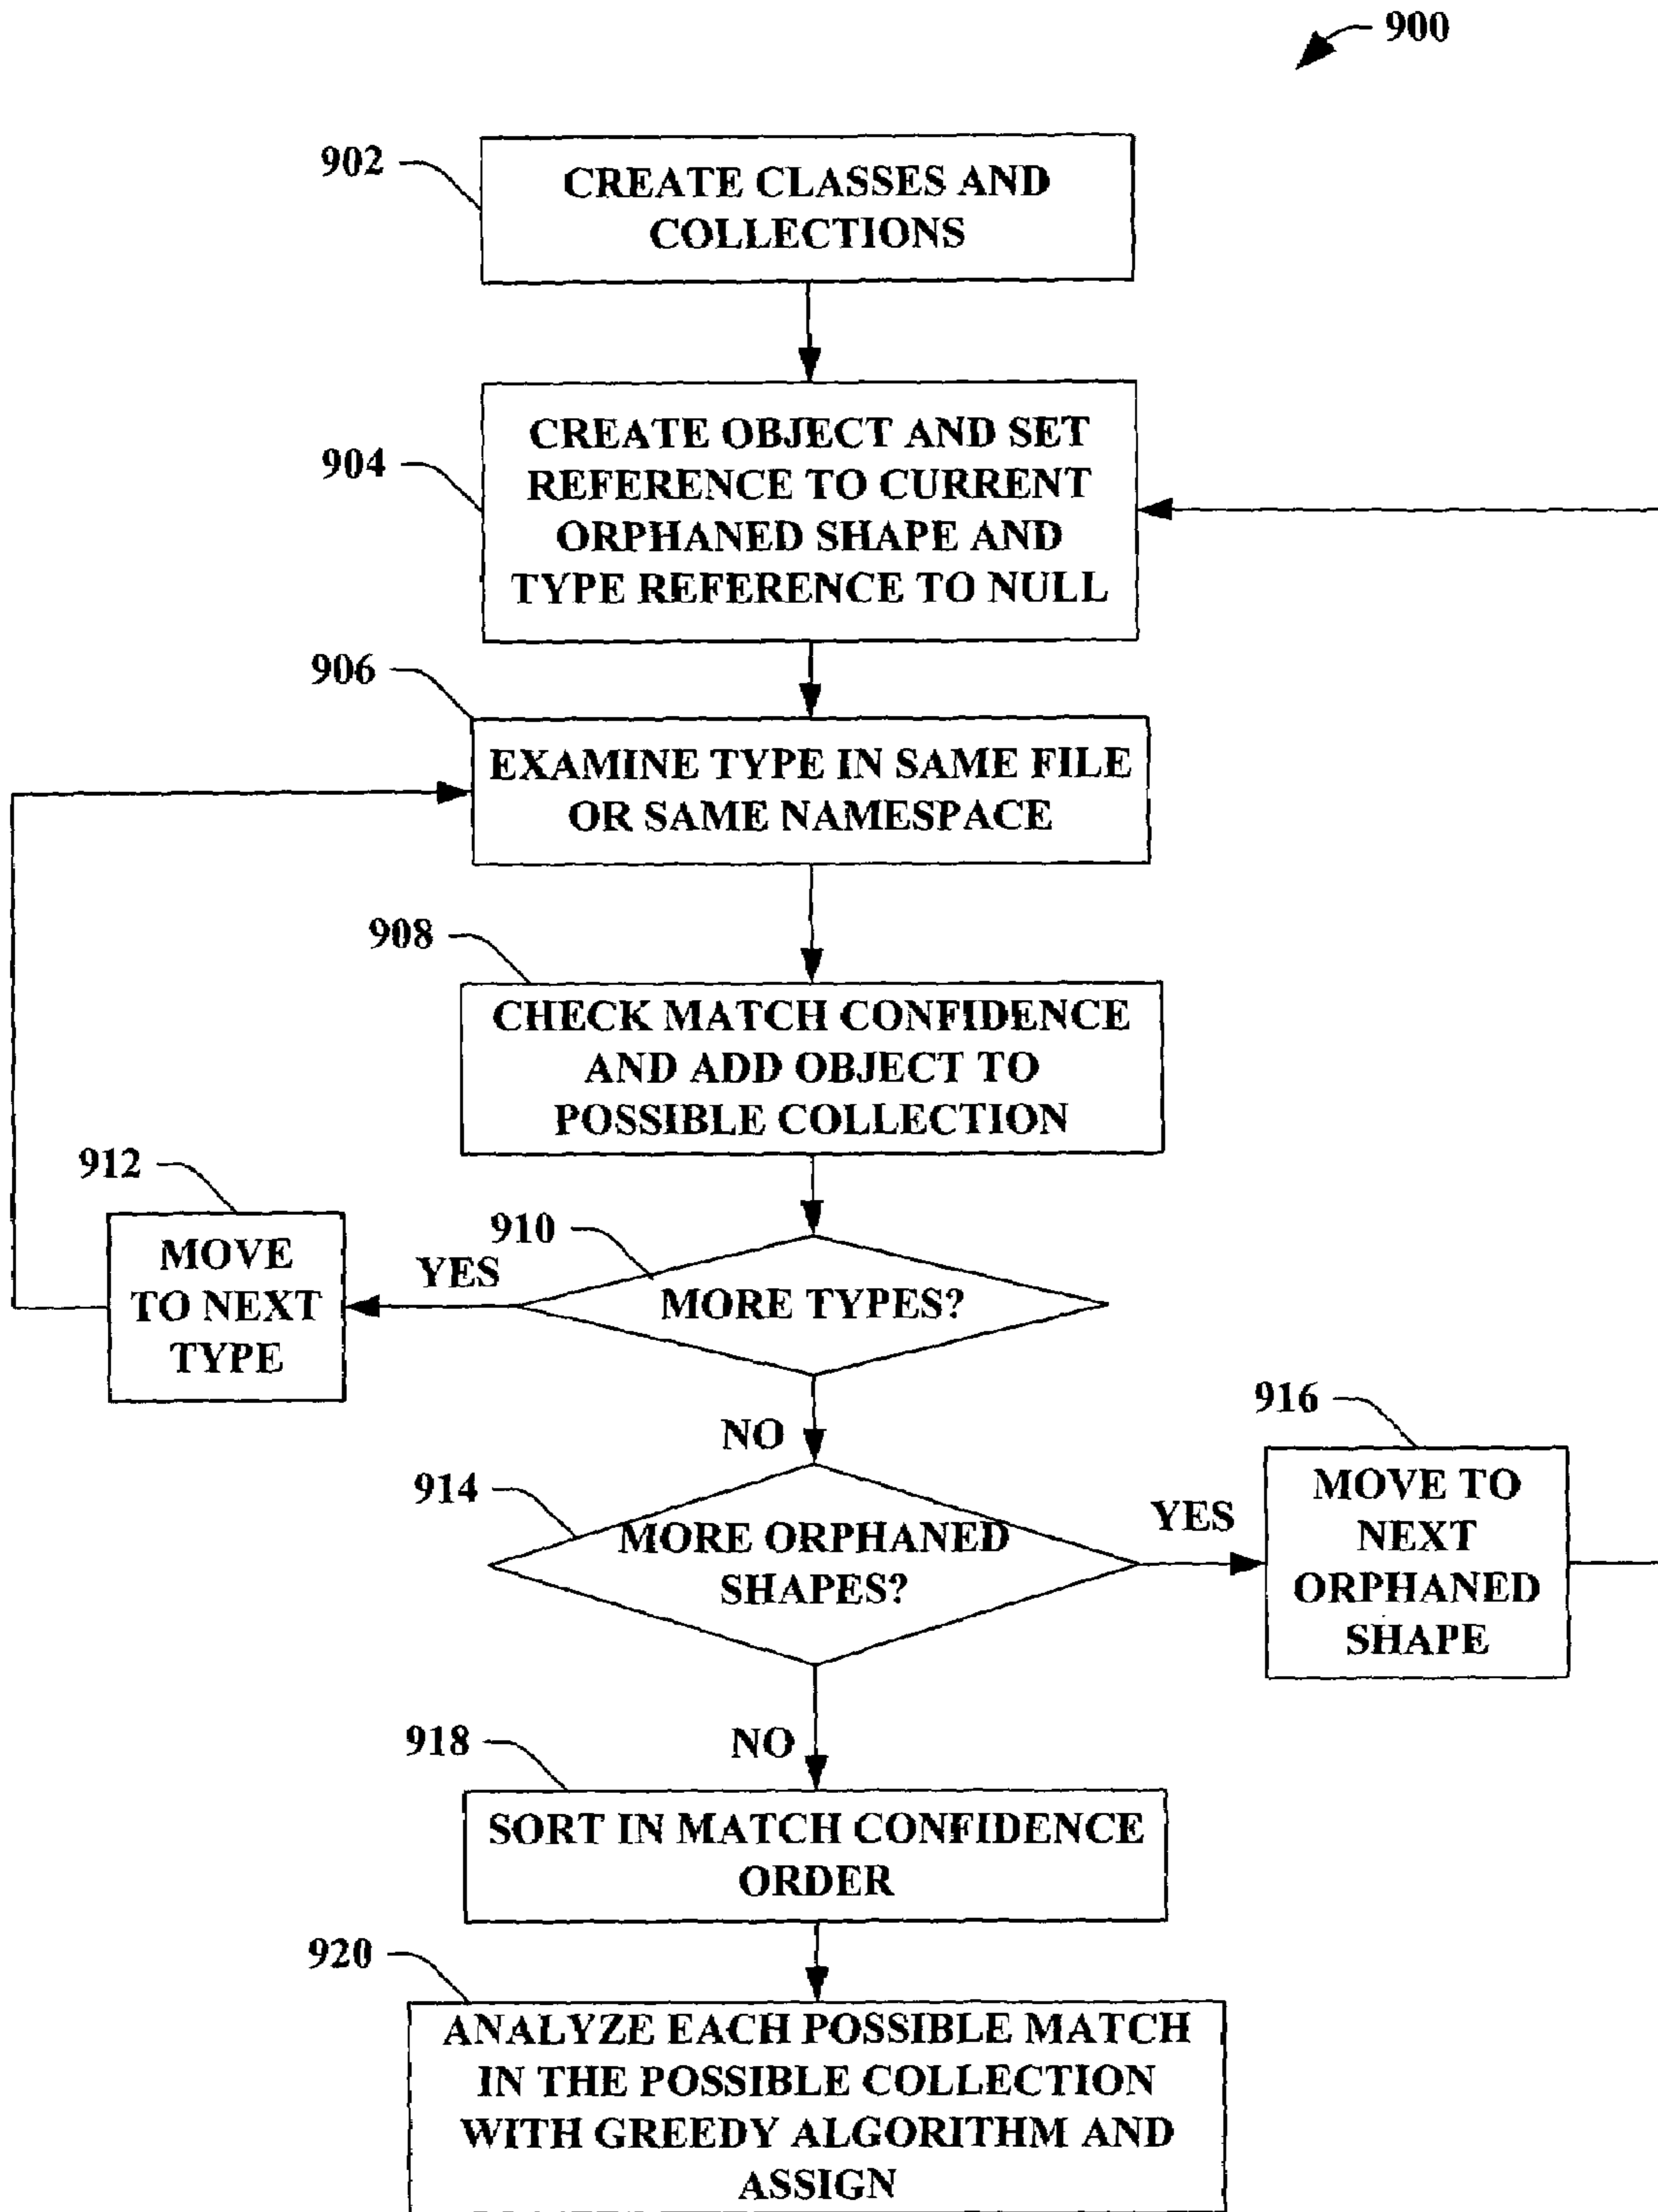 900
902
CREATE CLASSES AND
COLLECTIONS
904
CREATE OBJECT AND SET
REFERENCE TO CURRENT
ORPHANED SHAPE AND
TYPE REFERENCE TO NULL
906
EXAMINE TYPE IN SAME FILE
OR SAME NAMESPACE
908
CHECK MATCH CONFIDENCE
AND ADD OBJECT TO
POSSIBLE COLLECTION
912
MOVE
TO NEXT
TYPE
YES
910
MORE TYPES?
NO
914
MORE ORPHANED
SHAPES?
YES
916
MOVE TO
NEXT
ORPHANED
SHAPE
NO
918
SORT IN MATCH CONFIDENCE
ORDER
920
ANALYZE EACH POSSIBLE MATCH
IN THE POSSIBLE COLLECTION
WITH GREEDY ALGORITHM AND
ASSIGN